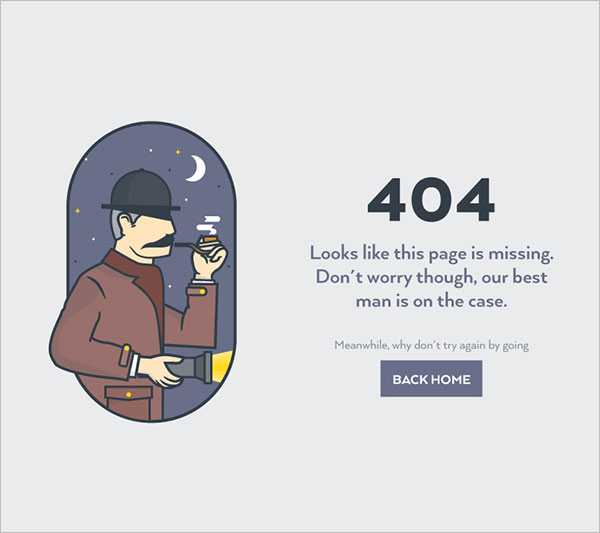 404
Looks like this page is missing.
Don't worry though, our best
man is on the case.
Meanwhile, why don't try again by going
BACK HOME